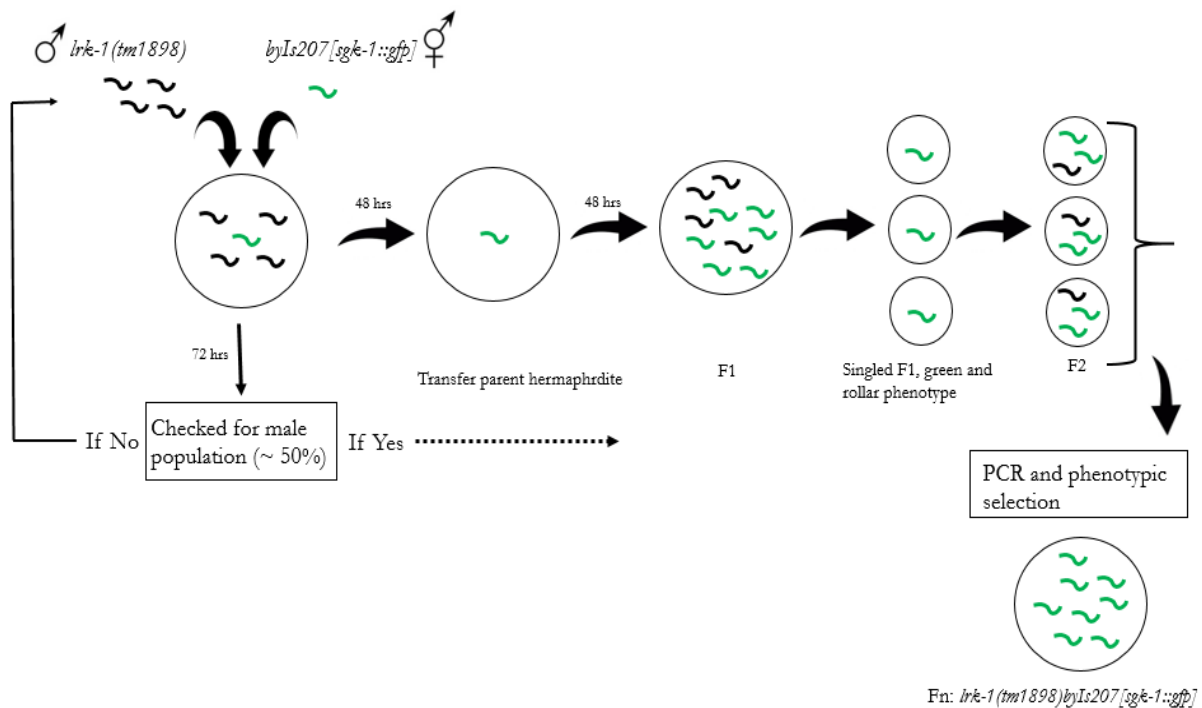 ♂ lrk-1(tm1898)
byIs207[sgk-1::gfp]
48 hrs
48 hrs
72 hrs
Transfer parent hermaphrdite
F1
Singled F1, green and
rollar phenotype
F2
If No
Checked for male
population (~ 50%)
If Yes
PCR and phenotypic
selection
Fn: lrk-1(tm1898)byIs207[sgk-1::gfp]